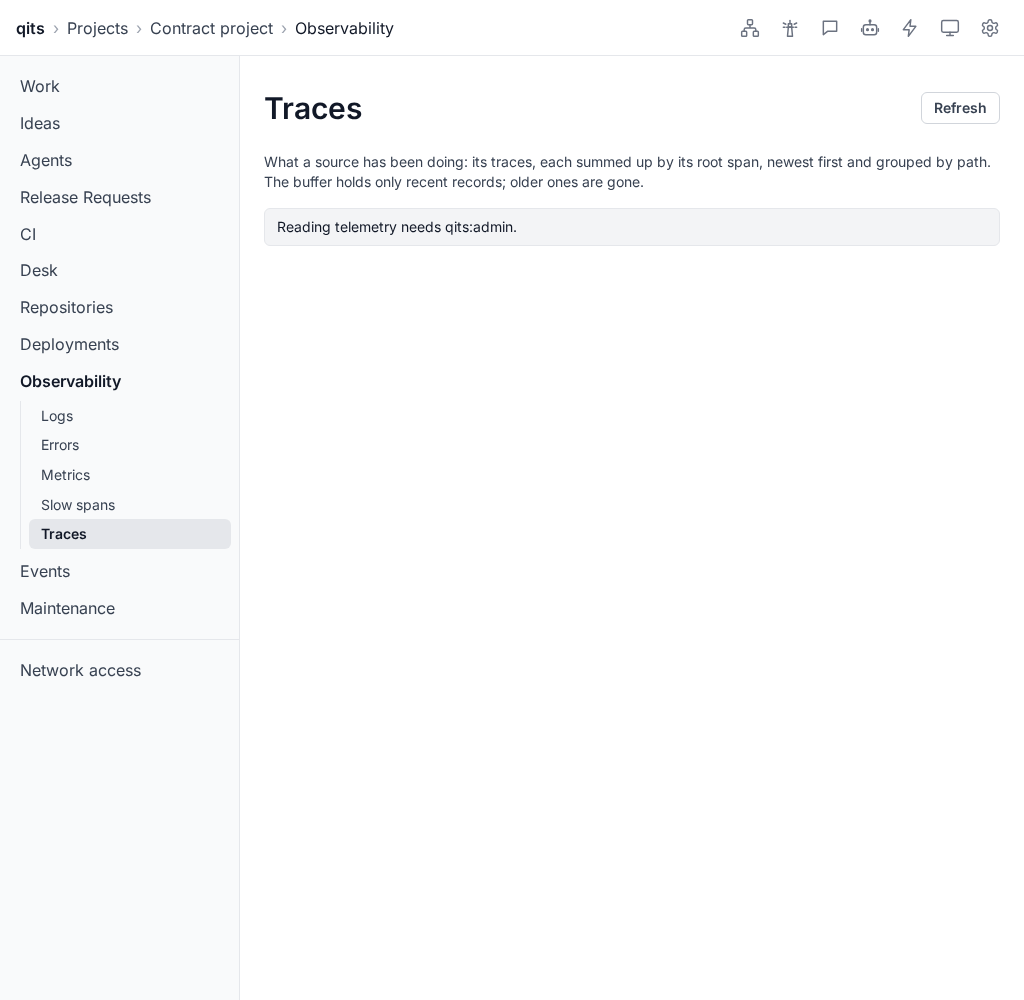 qits › Projects › Contract project › Observability
Work
Ideas
Agents
Release Requests
CI
Desk
Repositories
Deployments
Observability
Logs
Errors
Metrics
Slow spans
Traces
Events
Maintenance
Network access
Traces
Refresh
What a source has been doing: its traces, each summed up by its root span, newest first and grouped by path.
The buffer holds only recent records; older ones are gone.
Reading telemetry needs qits:admin.